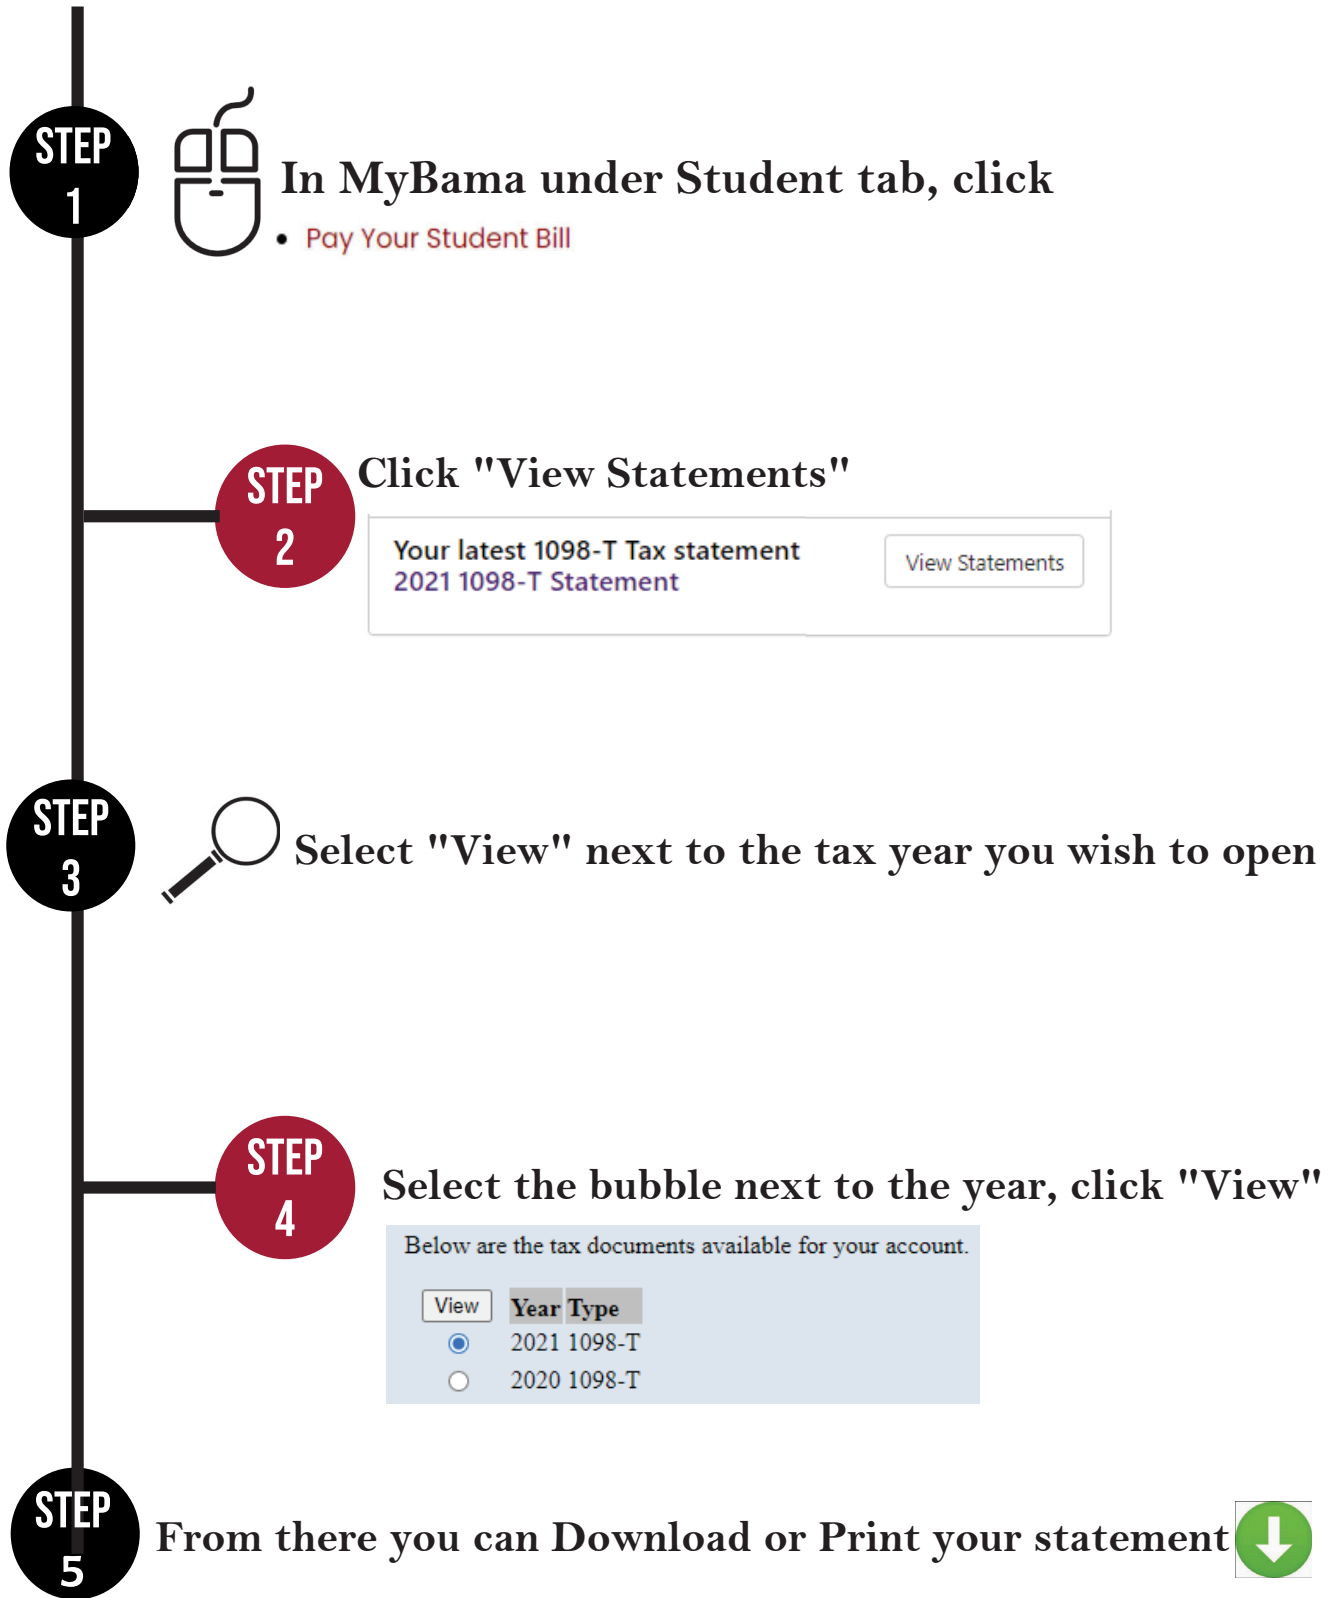 STEP
1
In MyBama under Student tab, click
• Pay Your Student Bill
STEP
2
Click "View Statements"
Your latest 1098-T Tax statement
2021 1098-T Statement
View Statements
STEP
3
Select "View" next to the tax year you wish to open
STEP
4
Select the bubble next to the year, click "View"
Below are the tax documents available for your account.
View Year Type
2021 1098-T
2020 1098-T
STEP
5
From there you can Download or Print your statement